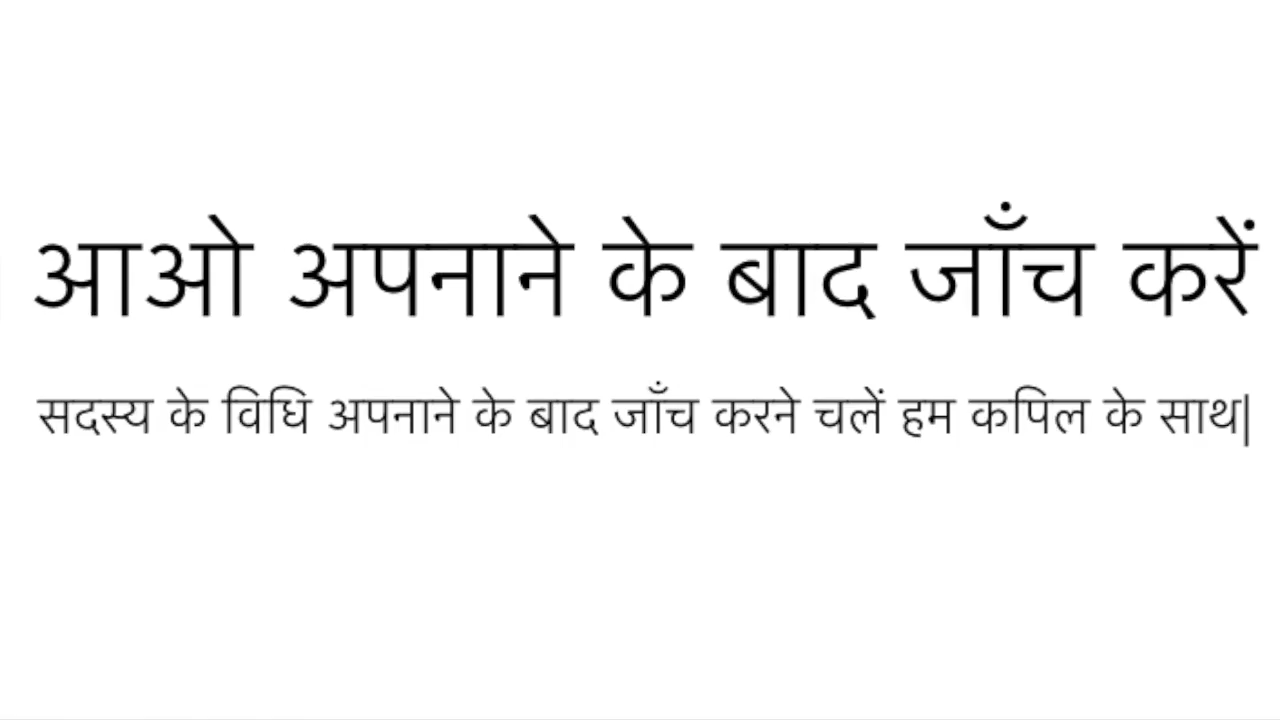 आओ अपनाने के बाद जाँच करें
सदस्य के विधि अपनाने के बाद जाँच करने चलें हम कपिल के साथ|